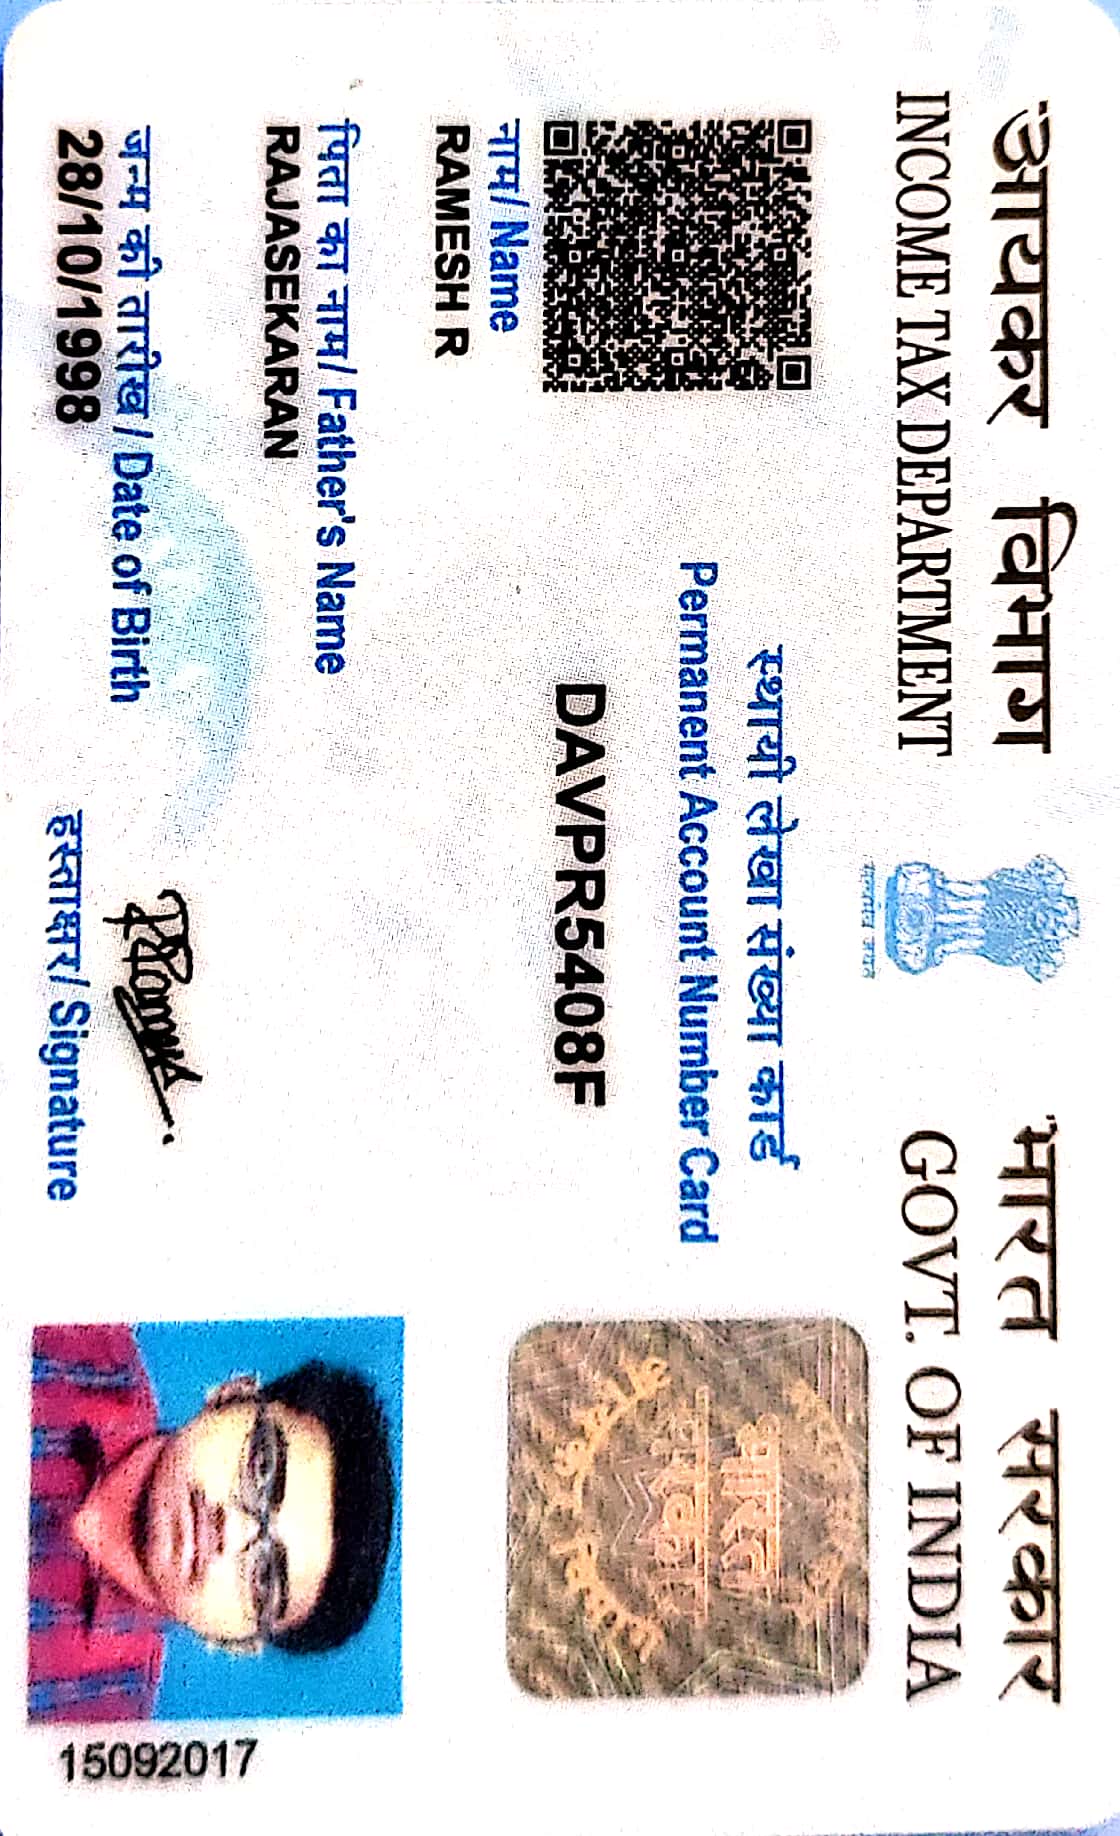 आयकर विभाग
INCOME TAX DEPARTMENT
भारत सरकार
GOVT. OF INDIA
सत्यमेव जयते
स्थायी लेखा संख्या कार्ड
Permanent Account Number Card
DAVPR5408F
भारत
सरकार
आयकर विभाग
नाम/ Name
RAMESH R
पिता का नाम/ Father's Name
RAJASEKARAN
जन्म की तारीख / Date of Birth
28/10/1998
हस्ताक्षर/ Signature
15092017